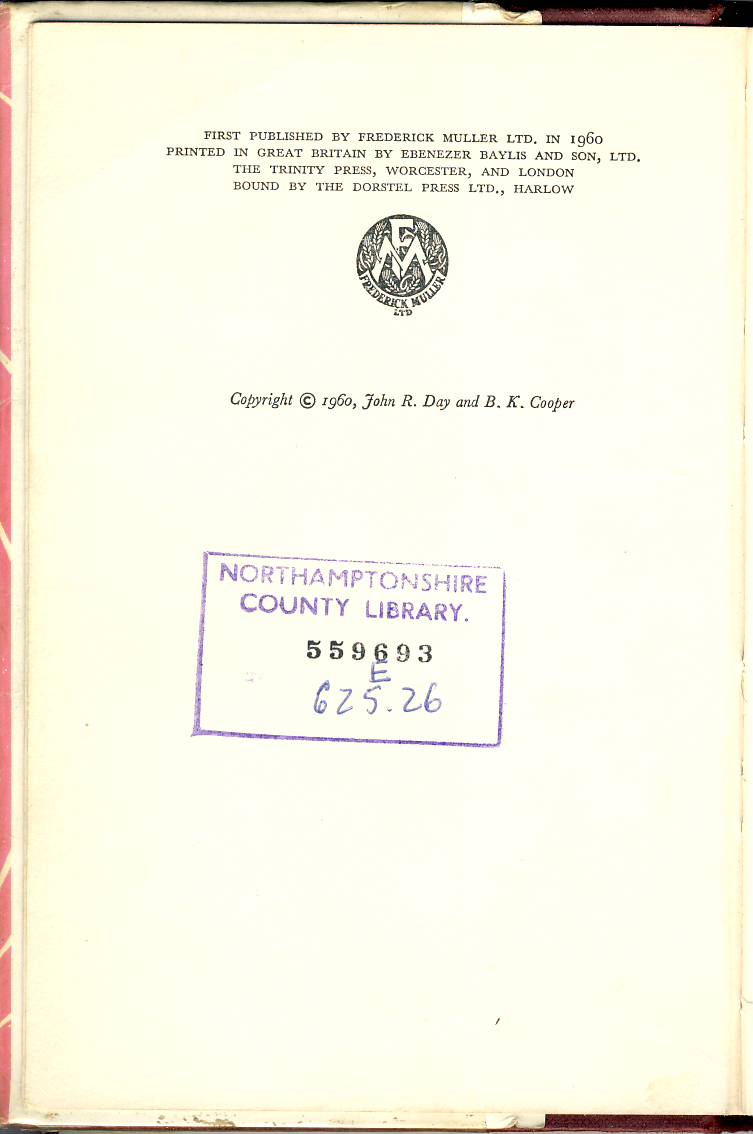 FIRST PUBLISHED BY FREDERICK MULLER LTD. IN 1960
PRINTED IN GREAT BRITAIN BY EBENEZER BAYLIS AND SON, LTD.
THE TRINITY PRESS, WORCESTER, AND LONDON
BOUND BY THE DORSTEL PRESS LTD., HARLOW
FM
FREDERICK MULLER
LTD
Copyright © 1960, John R. Day and B. K. Cooper
NORTHAMPTONSHIRE
COUNTY LIBRARY.
559693
E
625.26